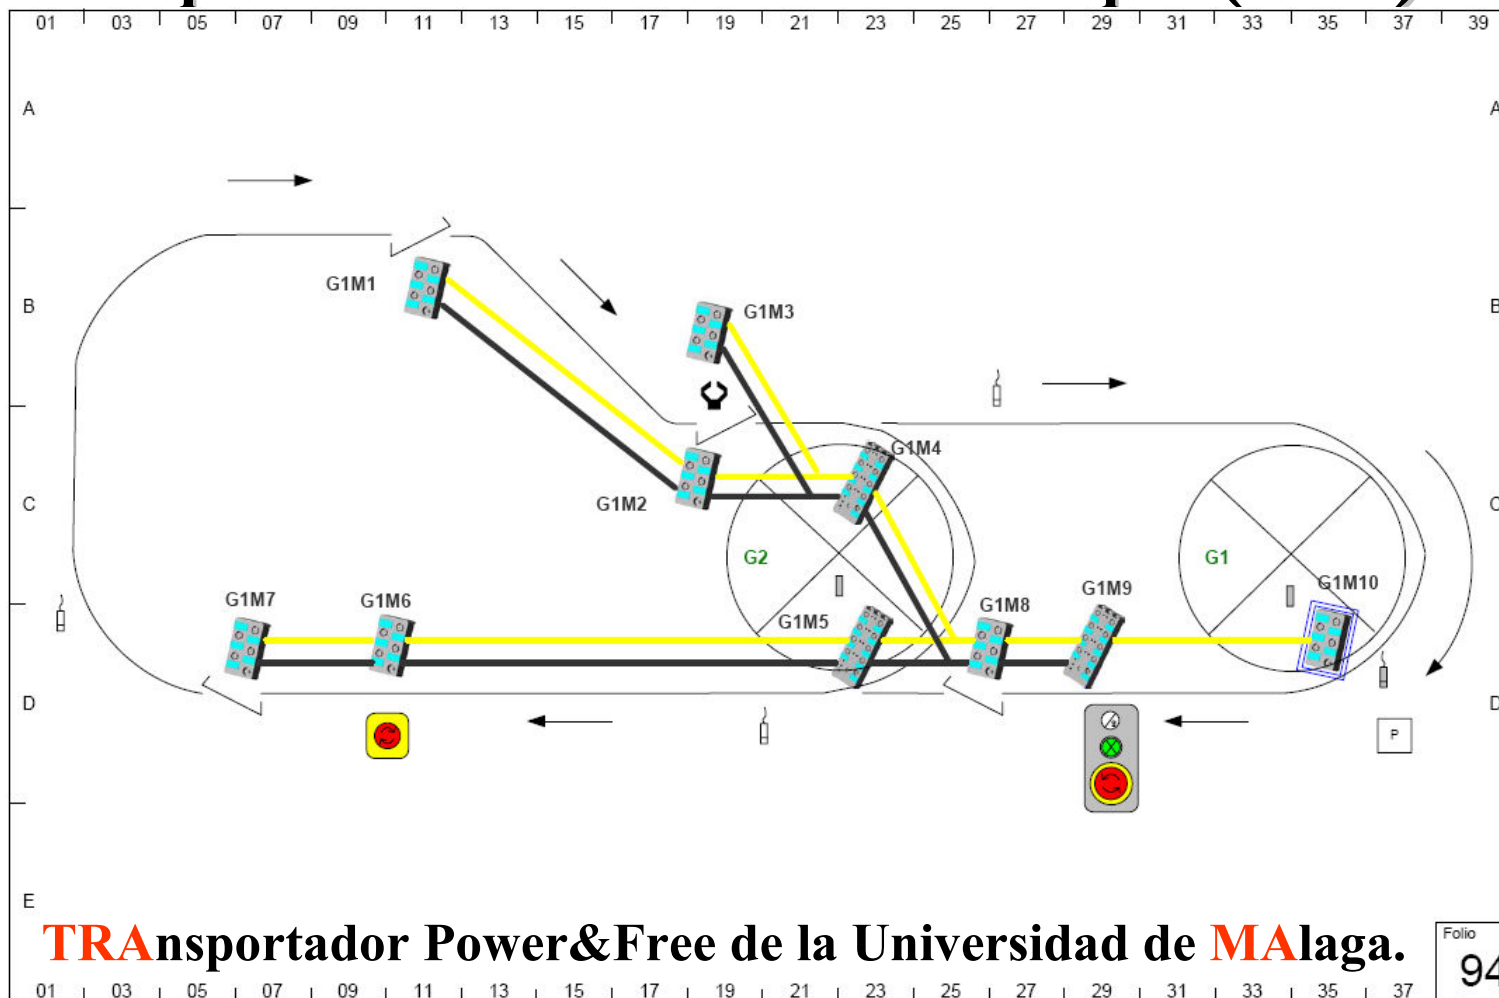 01 03 05 07 09 11 13 15 17 19 21 23 25 27 29 31 33 35 37 39
A A
G1M1
B B
G1M3
G1M4
G1M2
C C
G2 G1
G1M10
G1M7 G1M6 G1M5 G1M8 G1M9
D D
P
E
TRAnsportador Power&Free de la Universidad de MAlaga.
Folio
94
01 03 05 07 09 11 13 15 17 19 21 23 25 27 29 31 33 35 37